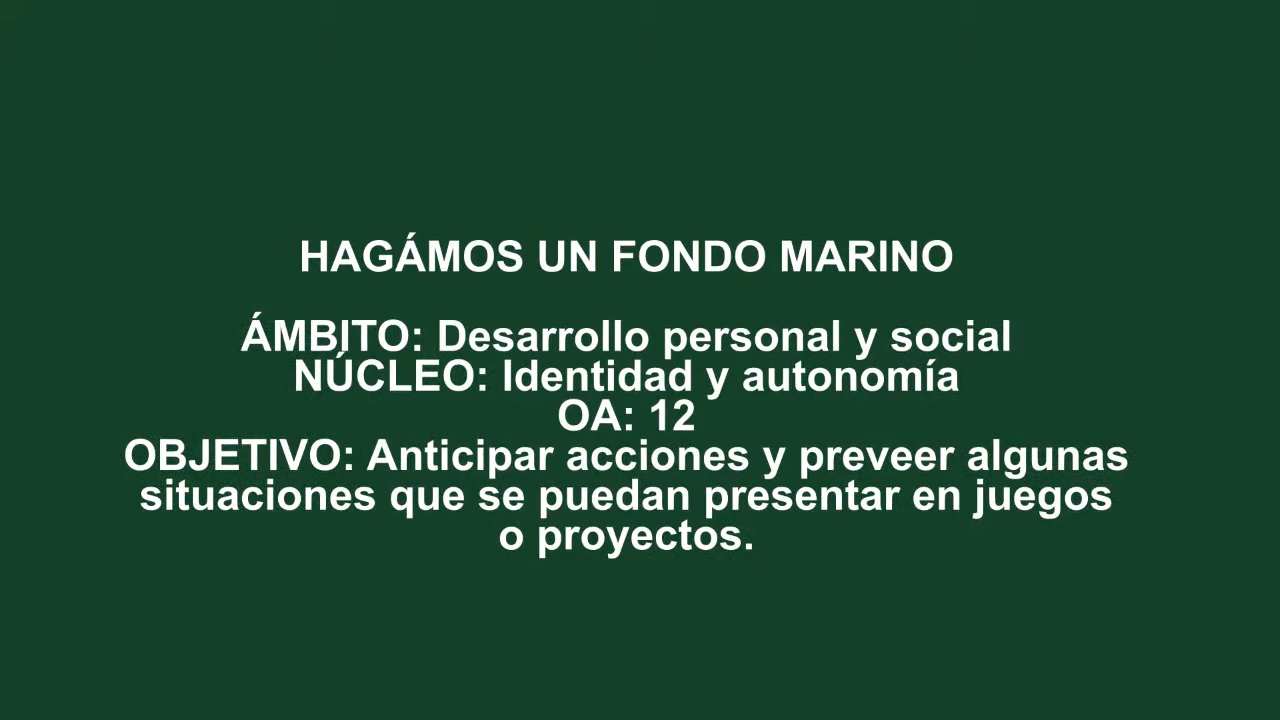 HAGÁMOS UN FONDO MARINO
ÁMBITO: Desarrollo personal y social
NÚCLEO: Identidad y autonomía
OA: 12
OBJETIVO: Anticipar acciones y preveer algunas
situaciones que se puedan presentar en juegos
o proyectos.